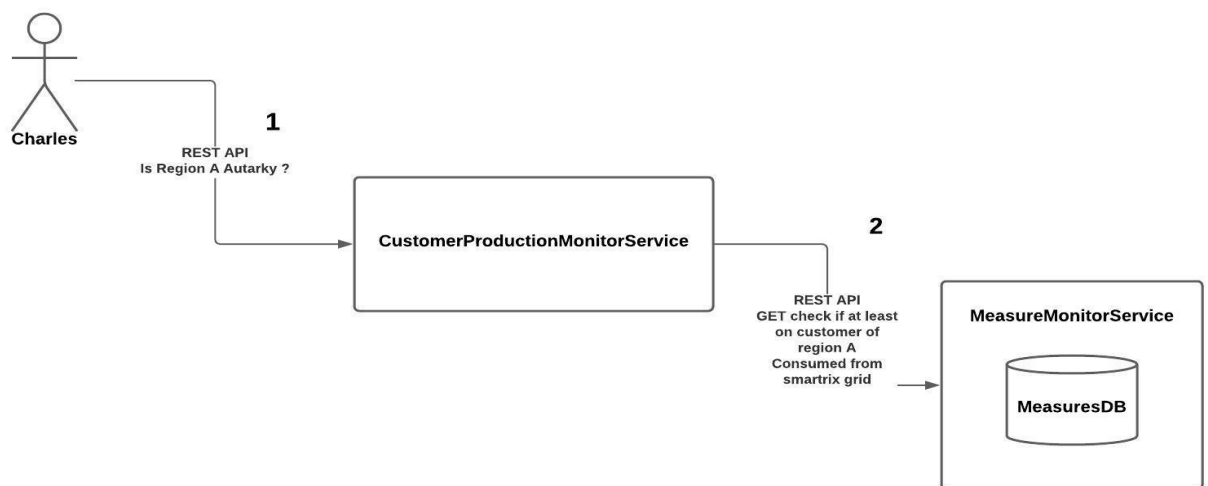 Charles
1
REST API
Is Region A Autarky ?
CustomerProductionMonitorService
2
REST API
GET check if at least
on customer of
region A
Consumed from
smartrix grid
MeasureMonitorService
MeasuresDB